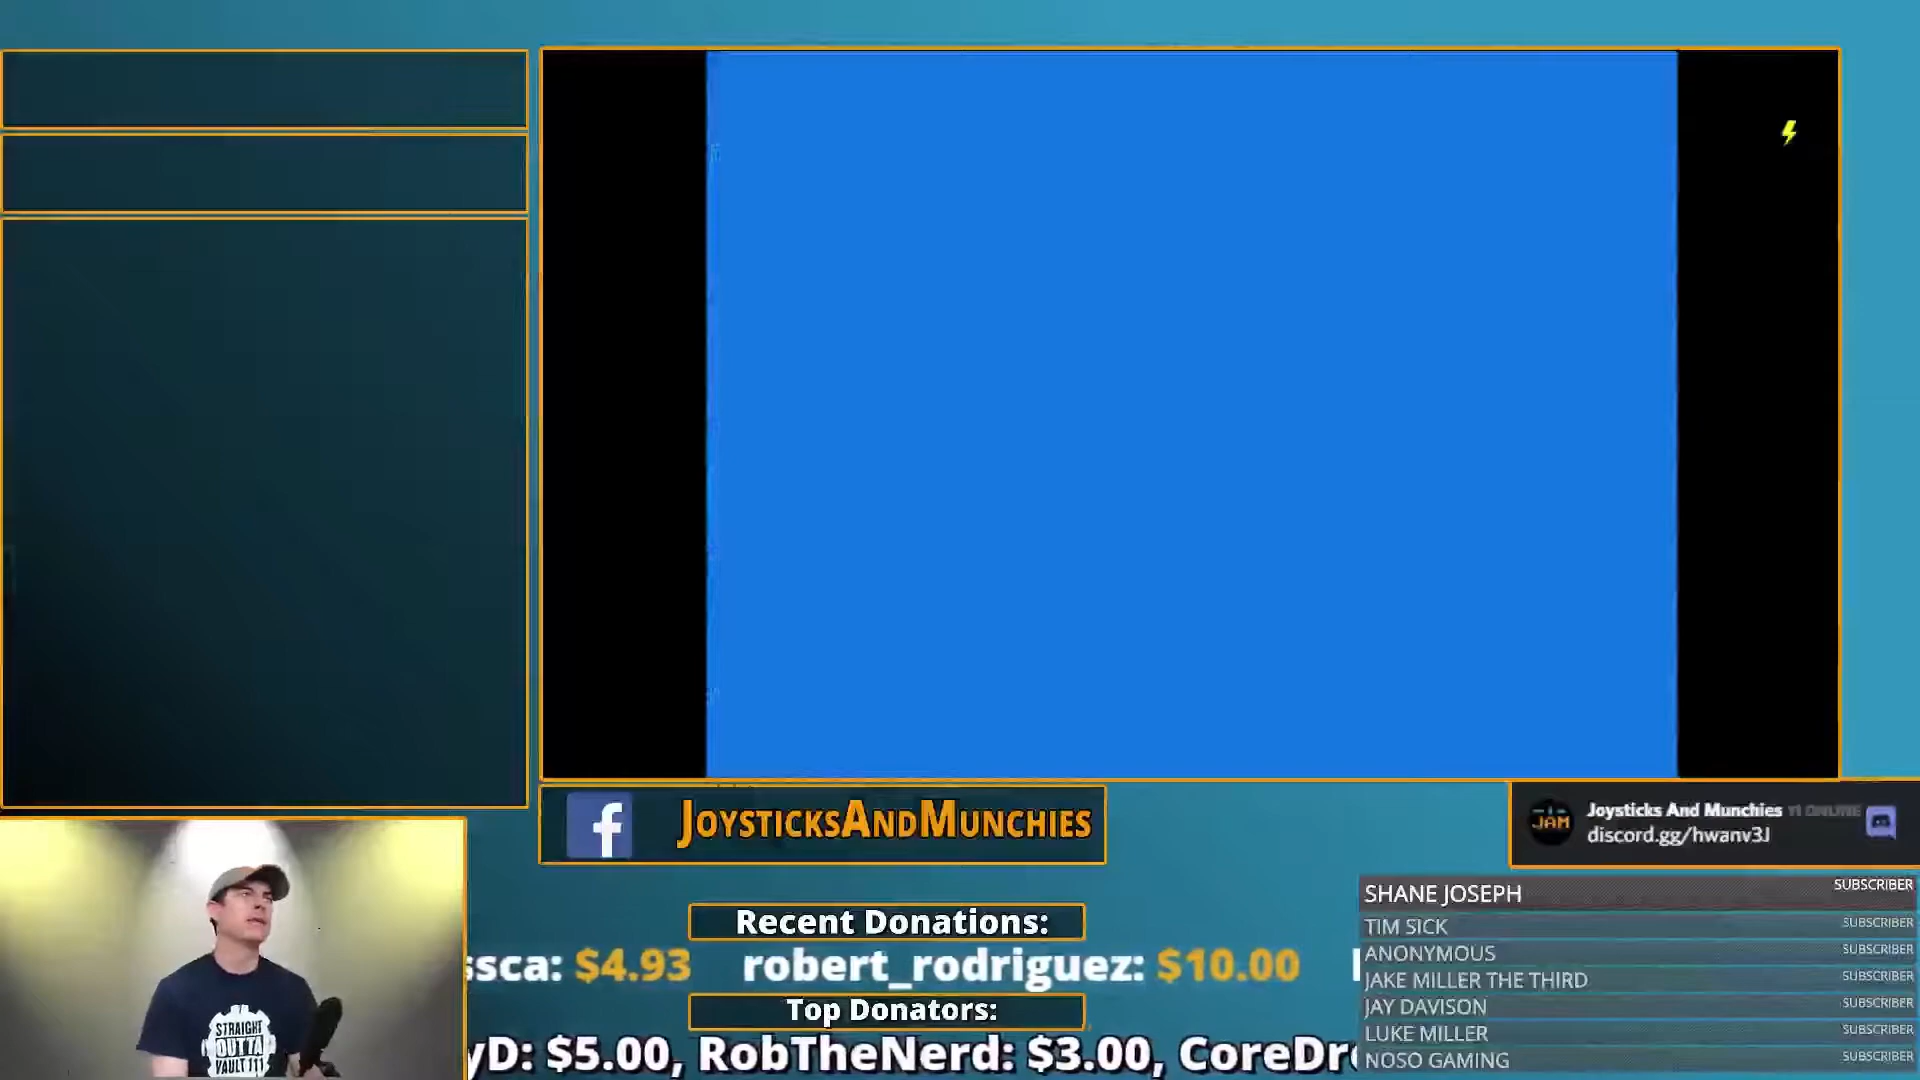 JOYSTICKSANDMUNCHIES
Joysticks And Munchies
JAM
discord.gg/hwanv3J
SHANE JOSEPH SUBSCRIBER
TIM SICK SUBSCRIBER
ANONYMOUS SUBSCRIBER
JAKE MILLER THE THIRD SUBSCRIBER
JAY DAVISON SUBSCRIBER
LUKE MILLER SUBSCRIBER
NOSO GAMING SUBSCRIBER
Recent Donations:
ssca: $4.93 robert_rodriguez: $10.00
Top Donators:
yD: $5.00, RobTheNerd: $3.00, CoreDr
STRAIGHT
OUTTA
VAULT 111